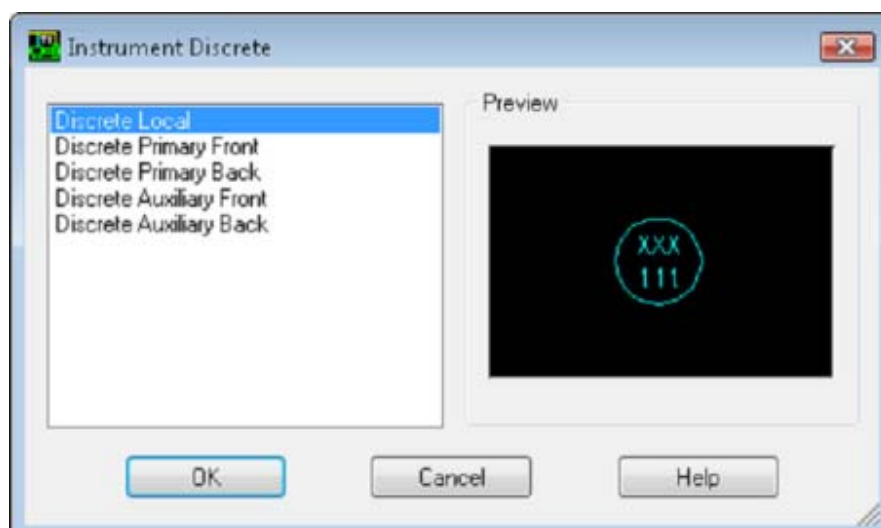 Instrument Discrete
Discrete Local
Discrete Primary Front
Discrete Primary Back
Discrete Auxiliary Front
Discrete Auxiliary Back
Preview
XXX
111
OK
Cancel
Help